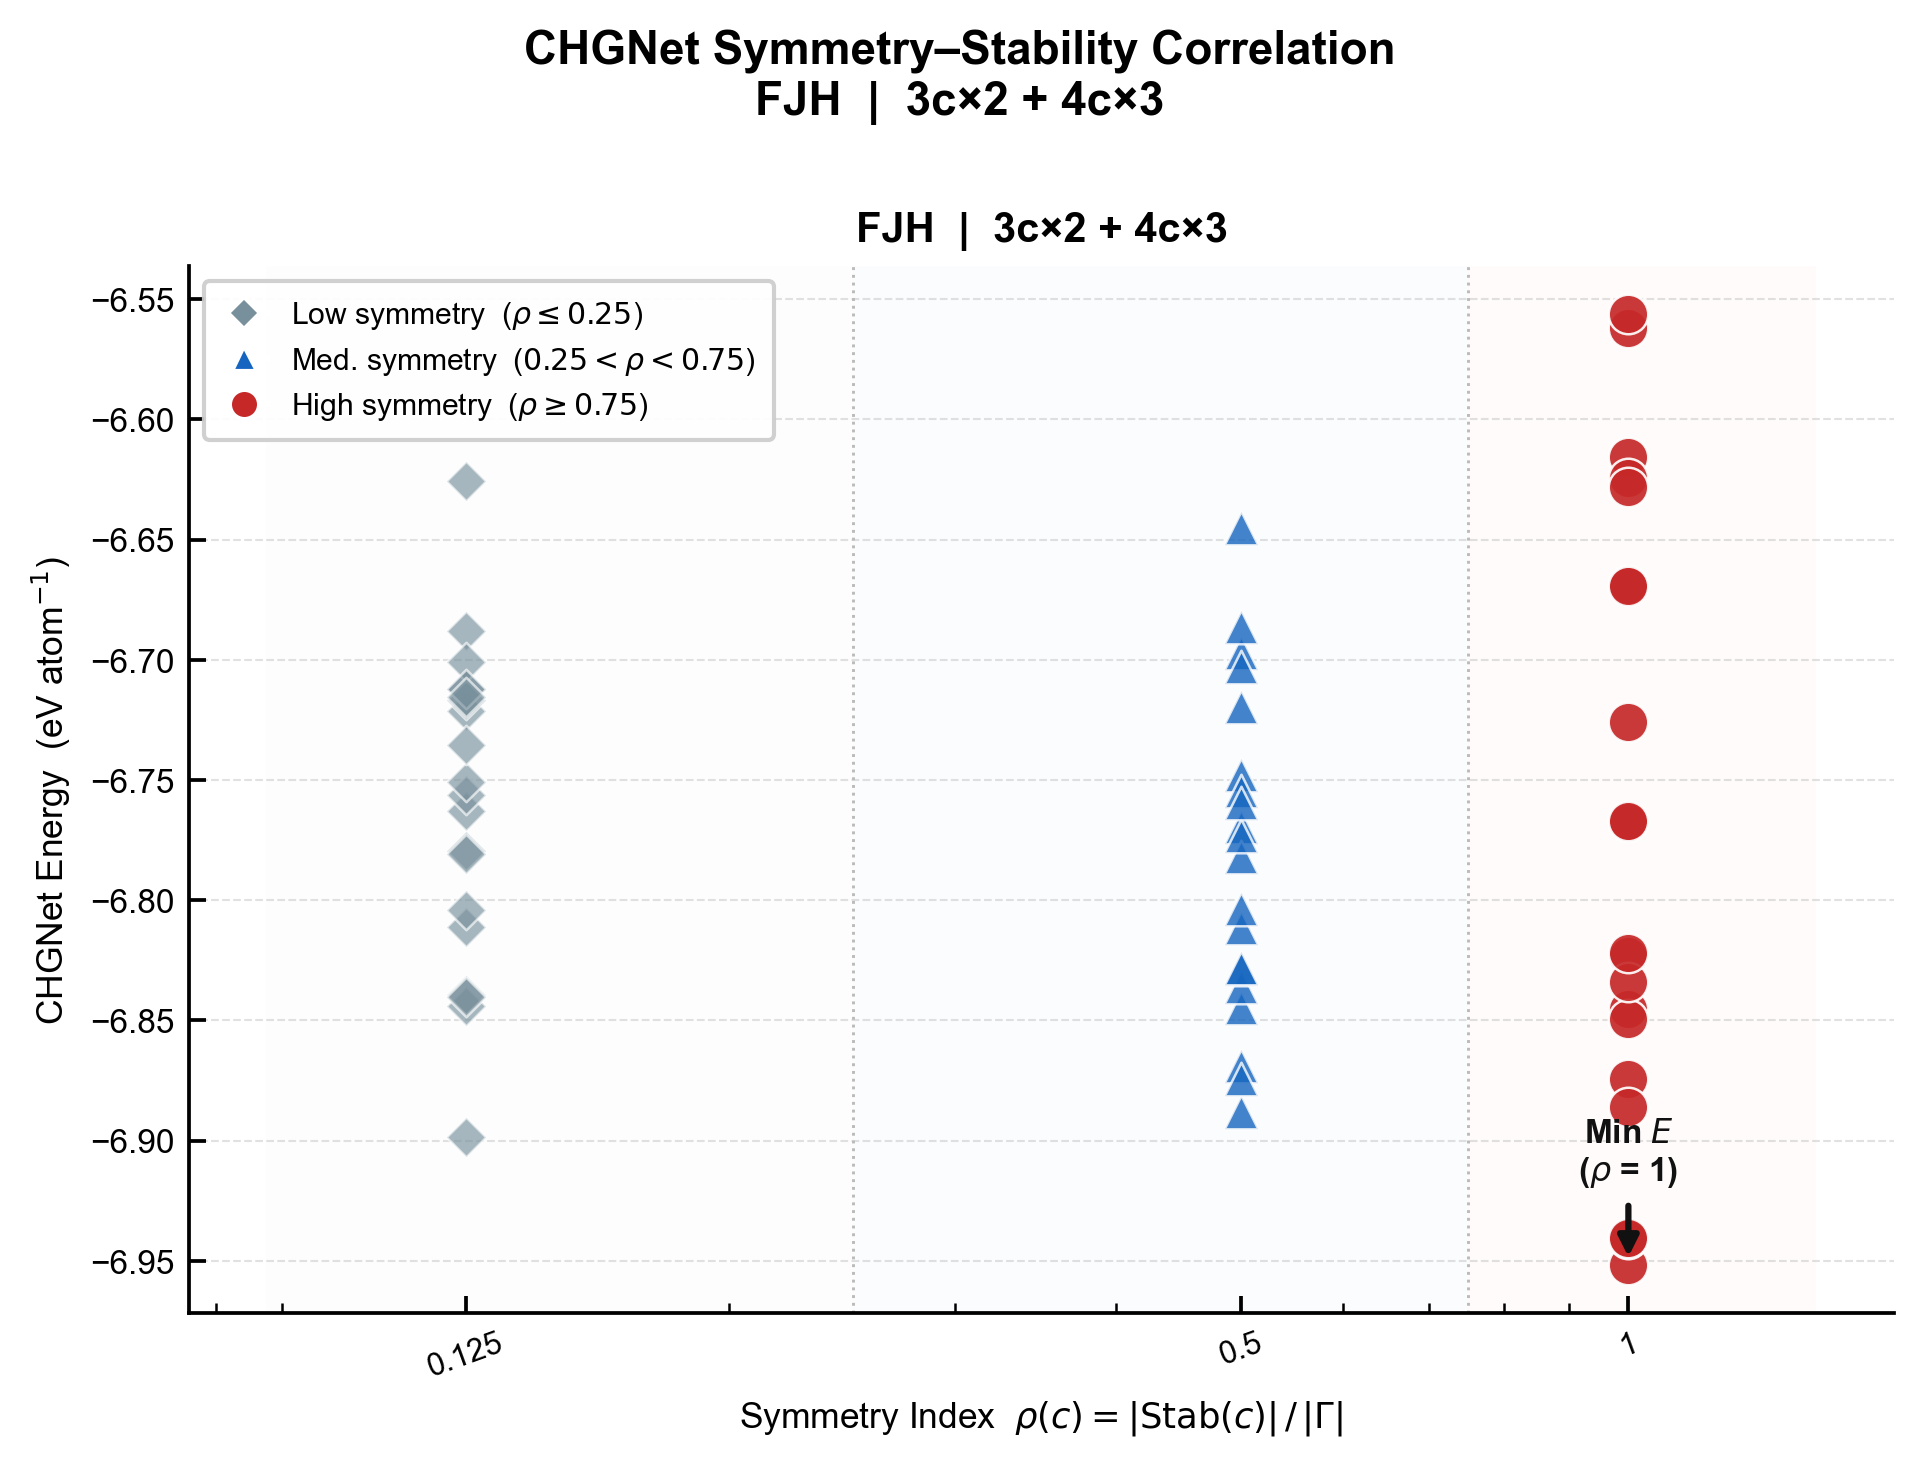 CHGNet Symmetry–Stability Correlation
FJH | 3c×2 + 4c×3
FJH | 3c×2 + 4c×3
Low symmetry (ρ ≤ 0.25)
Med. symmetry (0.25 < ρ < 0.75)
High symmetry (ρ ≥ 0.75)
−6.55
−6.60
−6.65
−6.70
−6.75
−6.80
−6.85
−6.90
−6.95
CHGNet Energy (eV atom⁻¹)
Min E
(ρ = 1)
0.125
0.5
1
Symmetry Index ρ(c) = |Stab(c)| / |Γ|